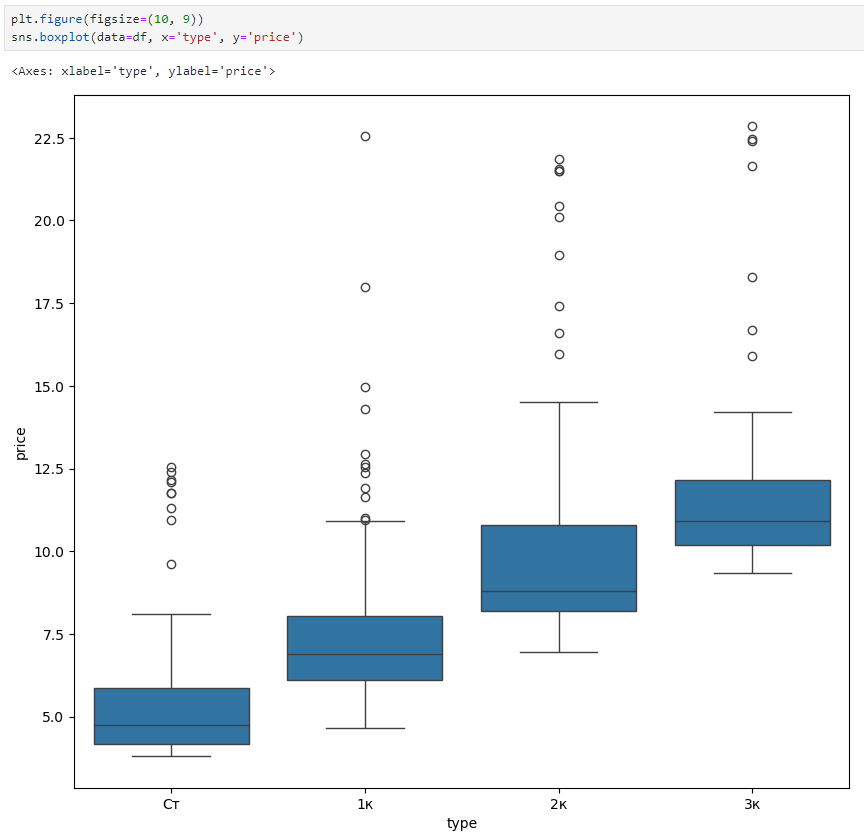 plt.figure(figsize=(10, 9))
sns.boxplot(data=df, x='type', y='price')
<Axes: xlabel='type', ylabel='price'>
22.5
20.0
17.5
15.0
12.5
10.0
7.5
5.0
price
Ст 1к 2к 3к
type